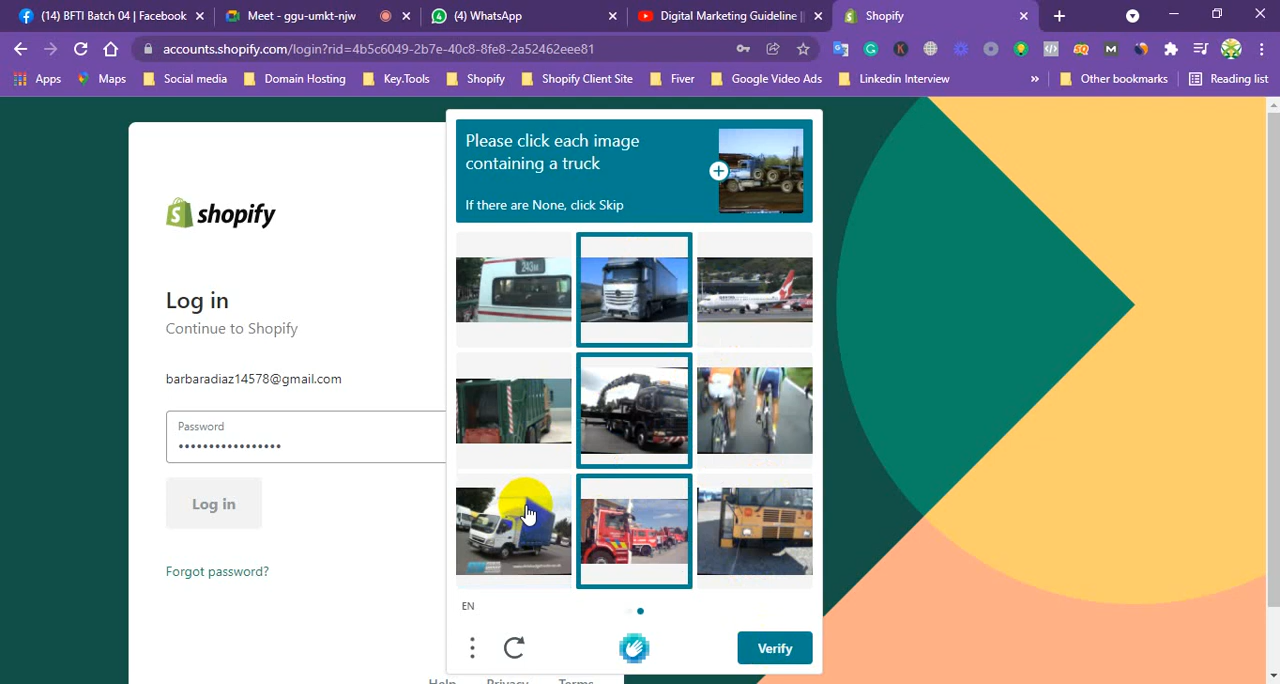 (14) BFTI Batch 04 | Facebook
Meet - ggu-umkt-njw
(4) WhatsApp
Digital Marketing Guideline |
Shopify
accounts.shopify.com/login?rid=4b5c6049-2b7e-40c8-8fe8-2a52462eee81
Apps
Maps
Social media
Domain Hosting
Key.Tools
Shopify
Shopify Client Site
Fiver
Google Video Ads
Linkedin Interview
»
Other bookmarks
Reading list
Please click each image
containing a truck
If there are None, click Skip
shopify
243
Log in
Continue to Shopify
barbaradiaz14578@gmail.com
Password
•••••••••••••••••
Log in
Forgot password?
EN
Verify
Help
Privacy
Terms